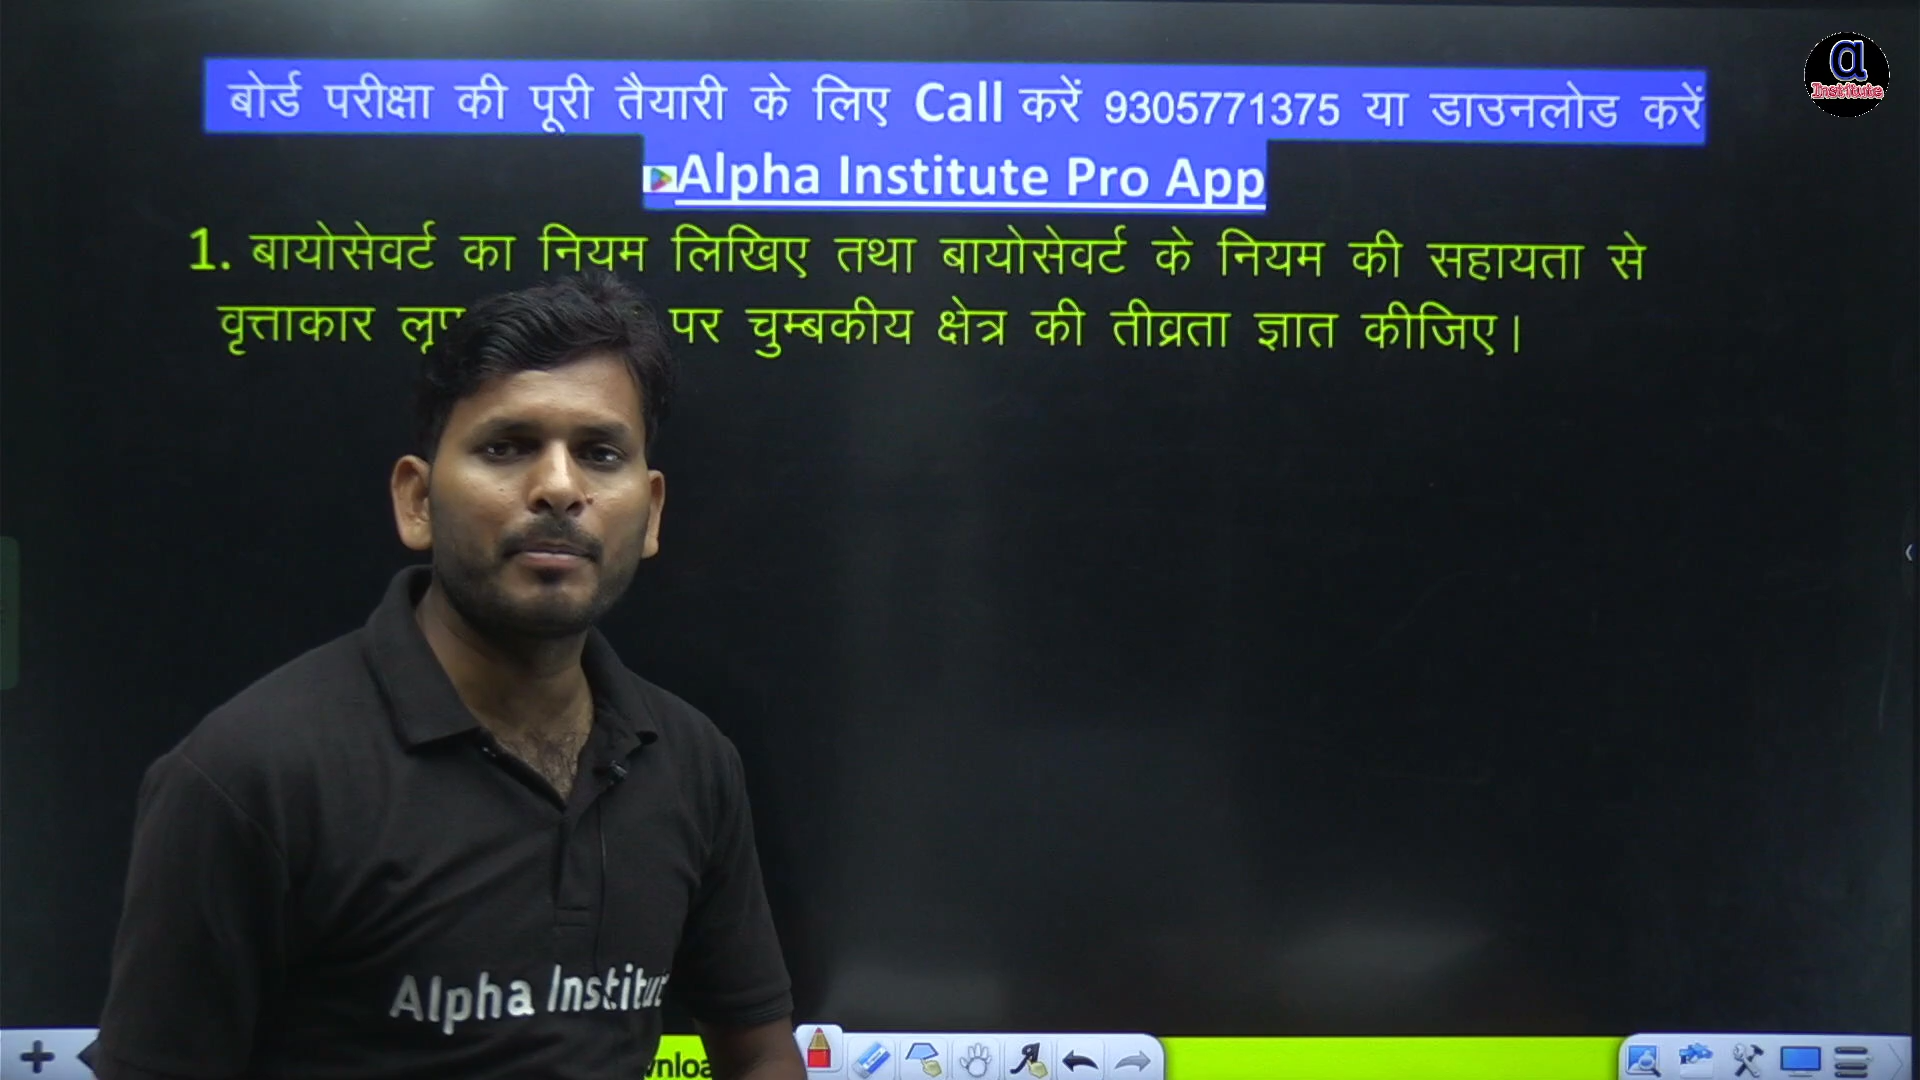 बोर्ड परीक्षा की पूरी तैयारी के लिए Call करें 9305771375 या डाउनलोड करें
Alpha Institute Pro App
1. बायोसेवर्ट का नियम लिखिए तथा बायोसेवर्ट के नियम की सहायता से
वृत्ताकार पर चुम्बकीय क्षेत्र की तीव्रता ज्ञात कीजिए।
a
Institute
Alpha Institut